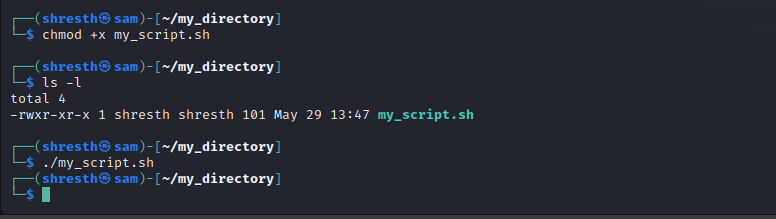 ┌──(shresth㉿sam)-[~/my_directory]
└─$ chmod +x my_script.sh
┌──(shresth㉿sam)-[~/my_directory]
└─$ ls -l
total 4
-rwxr-xr-x 1 shresth shresth 101 May 29 13:47 my_script.sh
┌──(shresth㉿sam)-[~/my_directory]
└─$ ./my_script.sh
┌──(shresth㉿sam)-[~/my_directory]
└─$